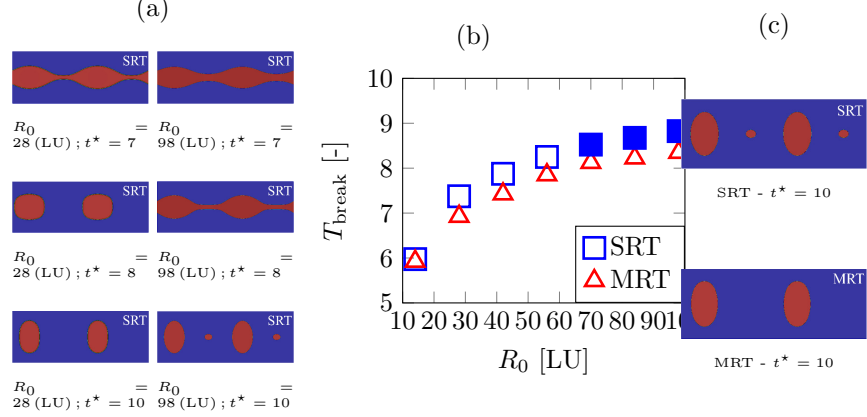 (a)
SRT SRT
R₀ = 28 (LU) ; t⋆ = 7
R₀ = 98 (LU) ; t⋆ = 7
SRT SRT
R₀ = 28 (LU) ; t⋆ = 8
R₀ = 98 (LU) ; t⋆ = 8
SRT SRT
R₀ = 28 (LU) ; t⋆ = 10
R₀ = 98 (LU) ; t⋆ = 10
(b)
10
9
8
7
6
5
T_break [-]
SRT
MRT
10 20 30 40 50 60 70 80 90 10
R₀ [LU]
(c)
SRT
SRT - t⋆ = 10
MRT
MRT - t⋆ = 10